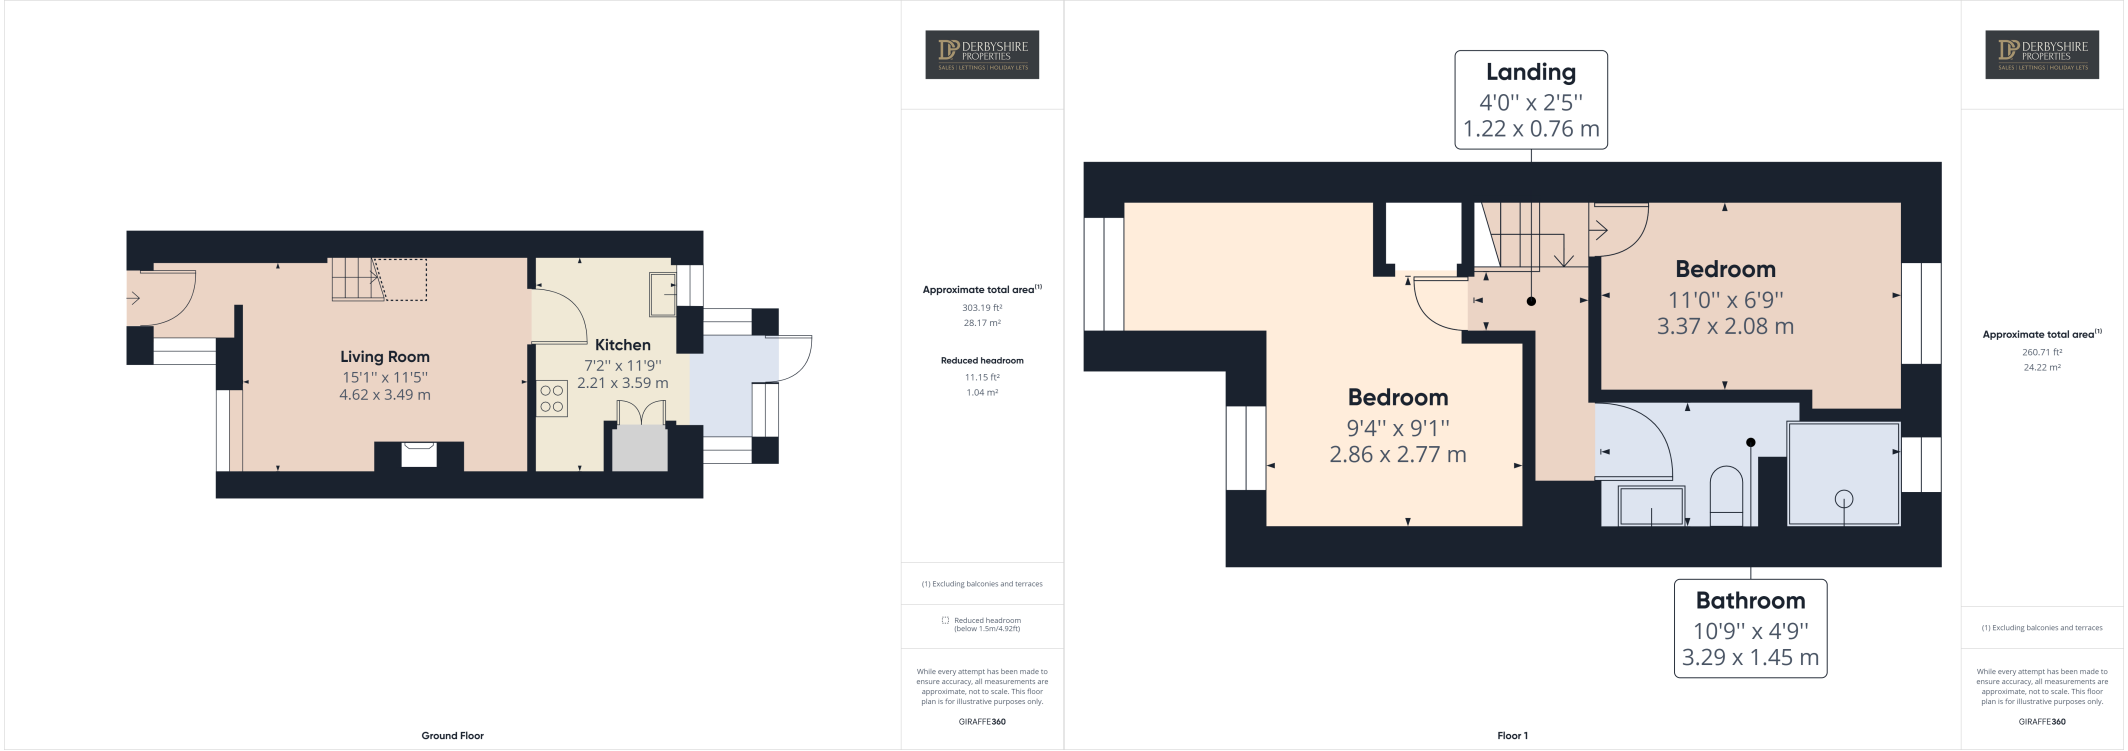 DERBYSHIRE
PROPERTIES
SALES | LETTINGS | HOLIDAY LETS
Living Room
15'1'' x 11'5''
4.62 x 3.49 m
Kitchen
7'2'' x 11'9''
2.21 x 3.59 m
Approximate total area(1)
303.19 ft²
28.17 m²
Reduced headroom
11.15 ft²
1.04 m²
(1) Excluding balconies and terraces
Reduced headroom
(below 1.5m/4.92ft)
While every attempt has been made to
ensure accuracy, all measurements are
approximate, not to scale. This floor
plan is for illustrative purposes only.
GIRAFFE360
Ground Floor
DERBYSHIRE
PROPERTIES
SALES | LETTINGS | HOLIDAY LETS
Landing
4'0'' x 2'5''
1.22 x 0.76 m
Bedroom
11'0'' x 6'9''
3.37 x 2.08 m
Bedroom
9'4'' x 9'1''
2.86 x 2.77 m
Bathroom
10'9'' x 4'9''
3.29 x 1.45 m
Approximate total area(1)
260.71 ft²
24.22 m²
(1) Excluding balconies and terraces
While every attempt has been made to
ensure accuracy, all measurements are
approximate, not to scale. This floor
plan is for illustrative purposes only.
GIRAFFE360
Floor 1